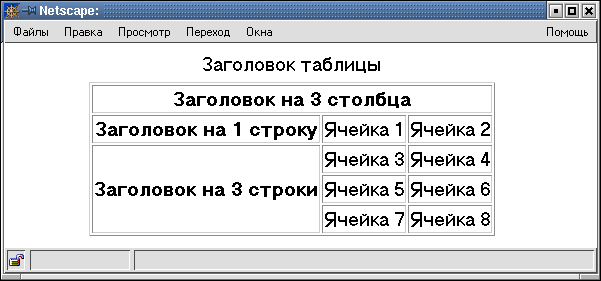 Netscape:
Файлы Правка Просмотр Переход Окна Помощь
Заголовок таблицы
Заголовок на 3 столбца
Заголовок на 1 строку Ячейка 1 Ячейка 2
Ячейка 3 Ячейка 4
Заголовок на 3 строки Ячейка 5 Ячейка 6
Ячейка 7 Ячейка 8